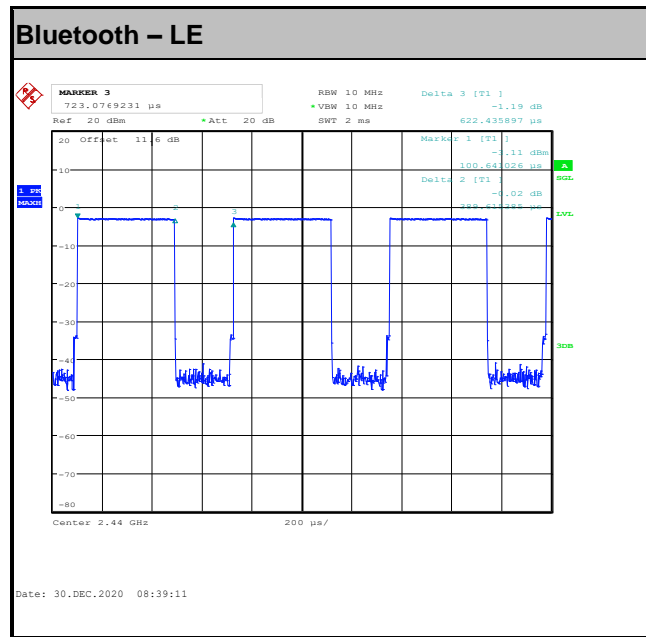 Bluetooth – LE
R S
MARKER 3
723.0769231 µs
RBW 10 MHz
Delta 3 [T1 ]
* VBW 10 MHz
-1.19 dB
Ref 20 dBm
* Att 20 dB
SWT 2 ms
622.435897 µs
20 Offset 11.6 dB
Marker 1 [T1 ]
-3.11 dBm
100.641026 µs
Delta 2 [T1 ]
-0.02 dB
389.615385 µs
A
SGL
1 PK
MAXH
LVL
3DB
-10
0
-10
-20
-30
-40
-50
-60
-70
-80
1
2
3
Center 2.44 GHz
200 µs/
Date: 30.DEC.2020 08:39:11